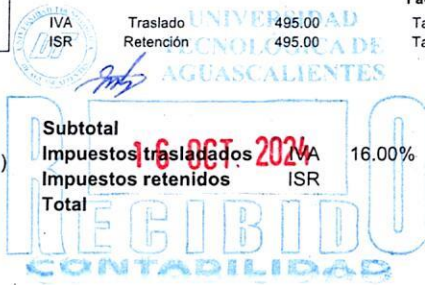 IVA Traslado 495.00 Ta
ISR Retención 495.00 Ta
UNIVERSIDAD
TECNOLÓGICA DE
AGUASCALIENTES
Subtotal
) Impuestos trasladados IVA 16.00%
16 OCT. 2024
Impuestos retenidos ISR
Total
RECIBIDO
CONTABILIDAD